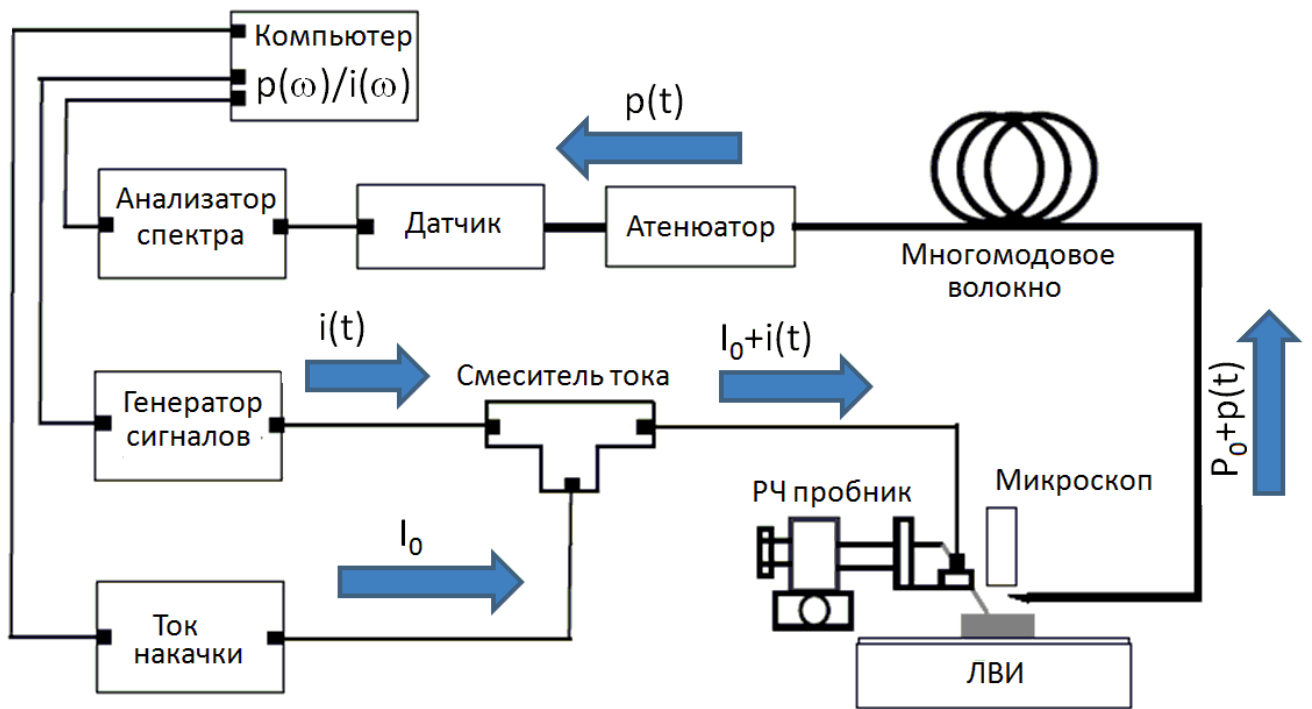 Компьютер
p(ω)/i(ω)
p(t)
Анализатор
спектра
Датчик
Атенюатор
Многомодовое
волокно
i(t)
I₀+i(t)
P₀+p(t)
Смеситель тока
Генератор
сигналов
РЧ пробник
Микроскоп
I₀
Ток
накачки
ЛВИ